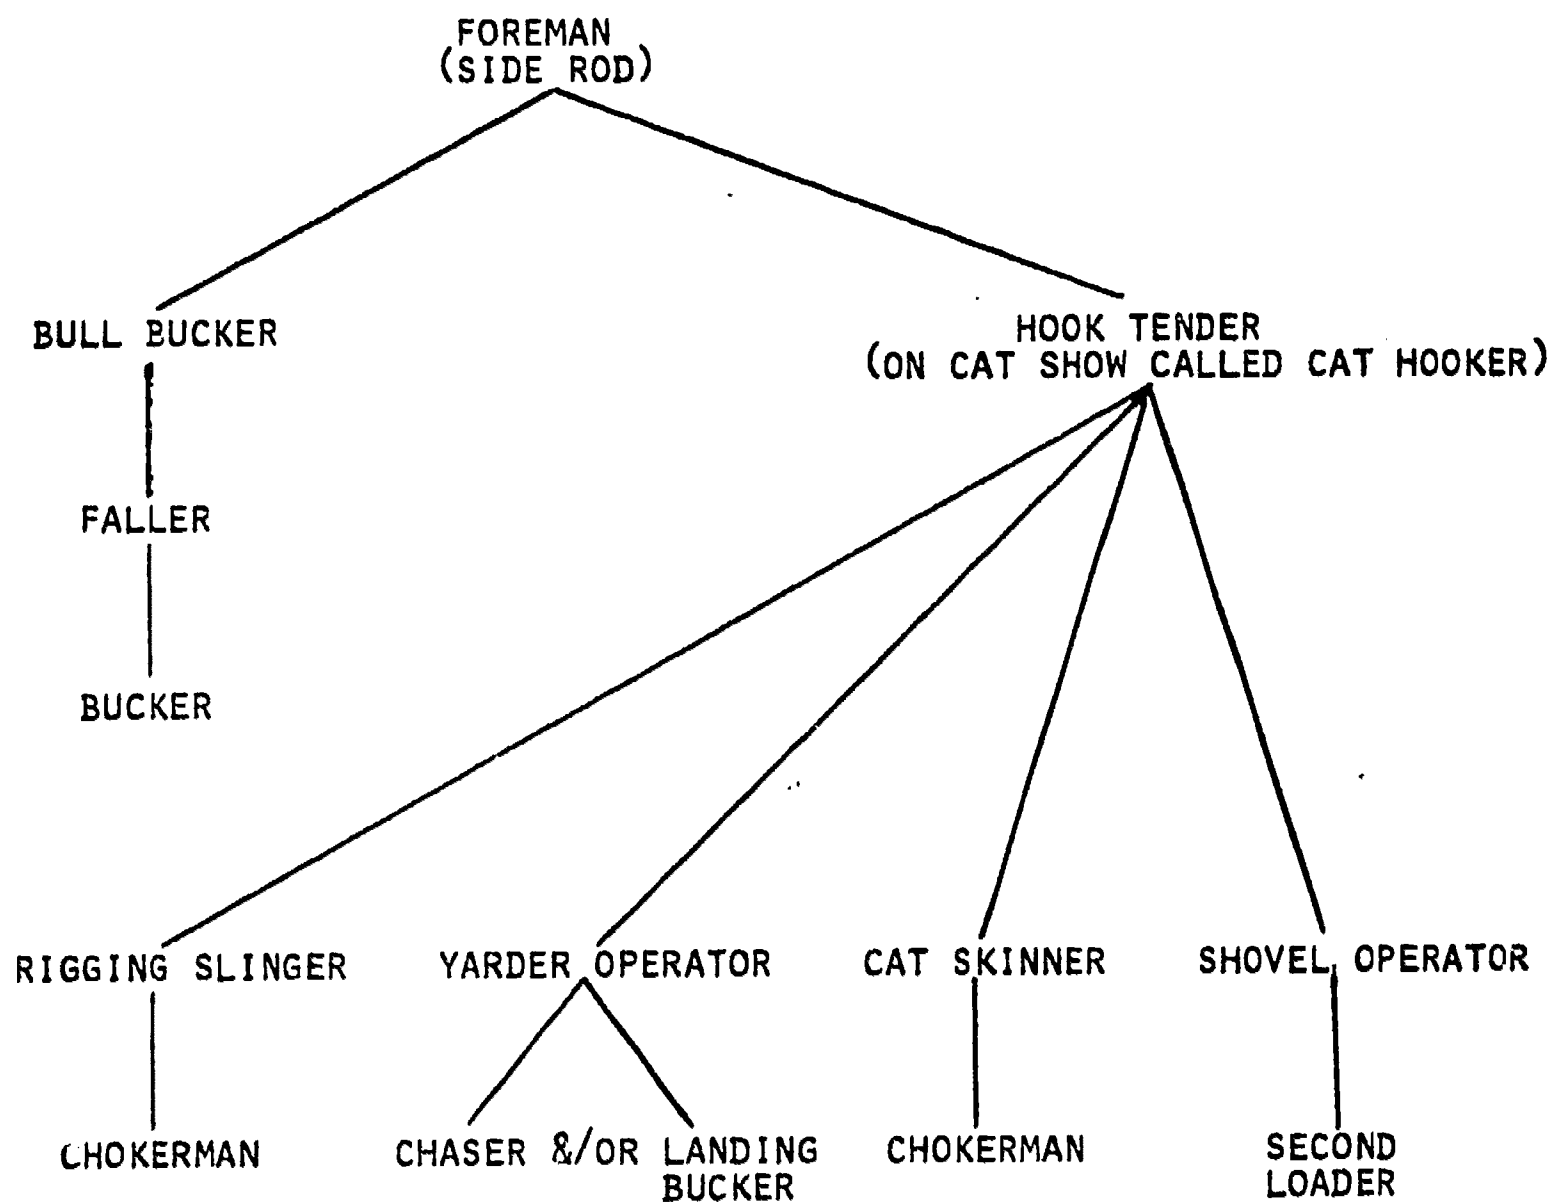 FOREMAN
(SIDE ROD)
BULL BUCKER
HOOK TENDER
(ON CAT SHOW CALLED CAT HOOKER)
FALLER
BUCKER
RIGGING SLINGER
YARDER OPERATOR
CAT SKINNER
SHOVEL OPERATOR
CHOKERMAN
CHASER &/OR LANDING
BUCKER
CHOKERMAN
SECOND
LOADER